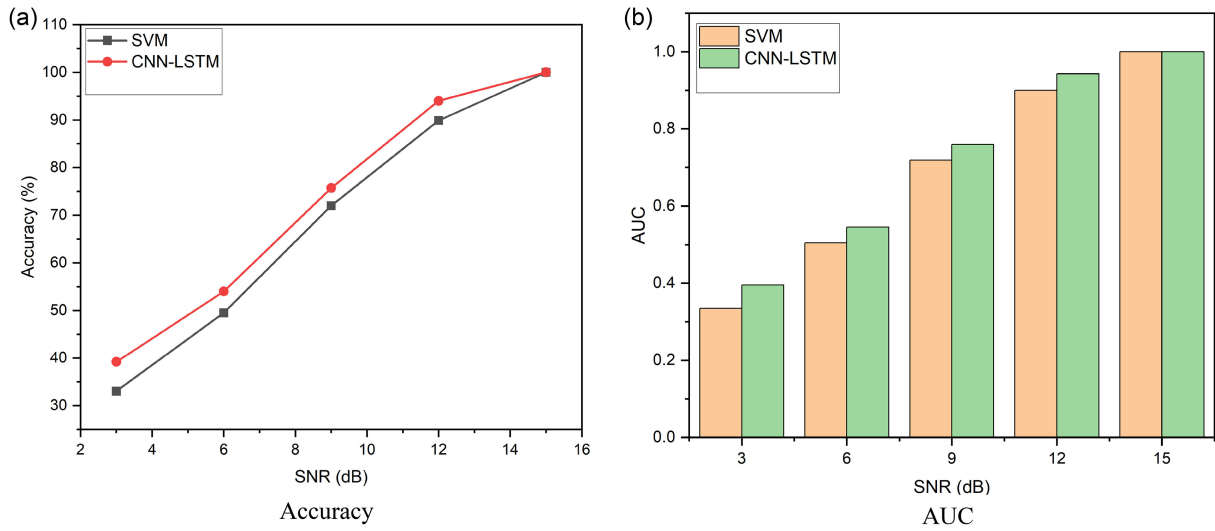 (a)
SVM
CNN-LSTM
110
100
90
80
70
60
50
40
30
Accuracy (%)
2 4 6 8 10 12 14 16
SNR (dB)
Accuracy
(b)
SVM
CNN-LSTM
1.0
0.8
0.6
0.4
0.2
0.0
AUC
3 6 9 12 15
SNR (dB)
AUC